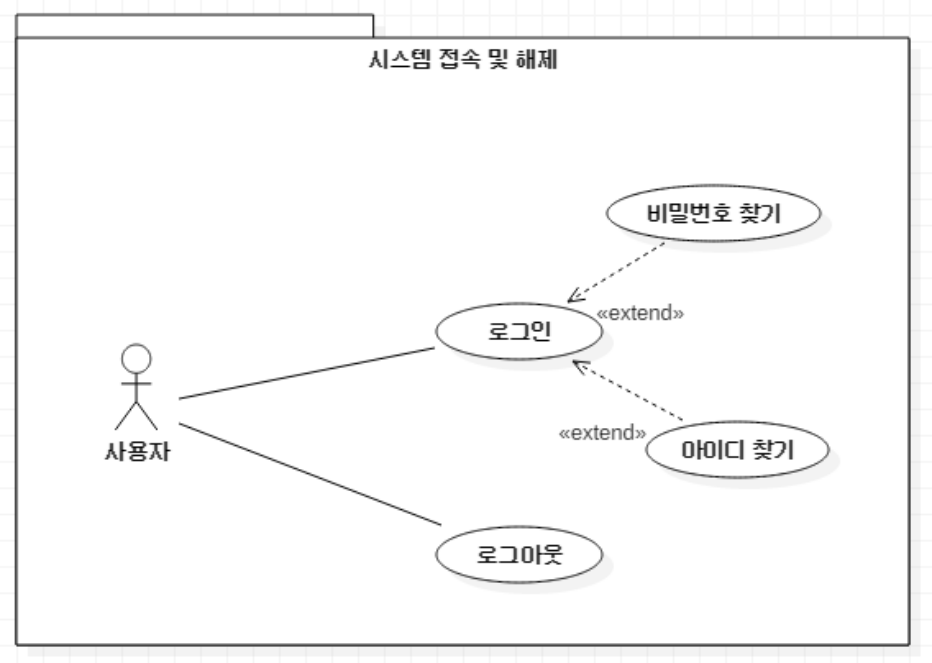 시스템 접속 및 해제
비밀번호 찾기
«extend»
로그인
사용자
«extend»
아이디 찾기
로그아웃